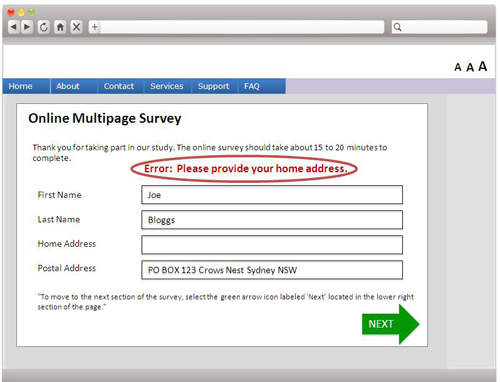 A A A
Home About Contact Services Support FAQ
Online Multipage Survey
Thank you for taking part in our study. The online survey should take about 15 to 20 minutes to
complete.
Error: Please provide your home address.
First Name Joe
Last Name Bloggs
Home Address
Postal Address PO BOX 123 Crows Nest Sydney NSW
"To move to the next section of the survey, select the green arrow icon labeled 'Next' located in the lower right
section of the page."
NEXT